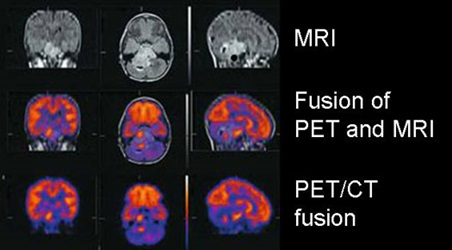 MRI
Fusion of
PET and MRI
PET/CT
fusion